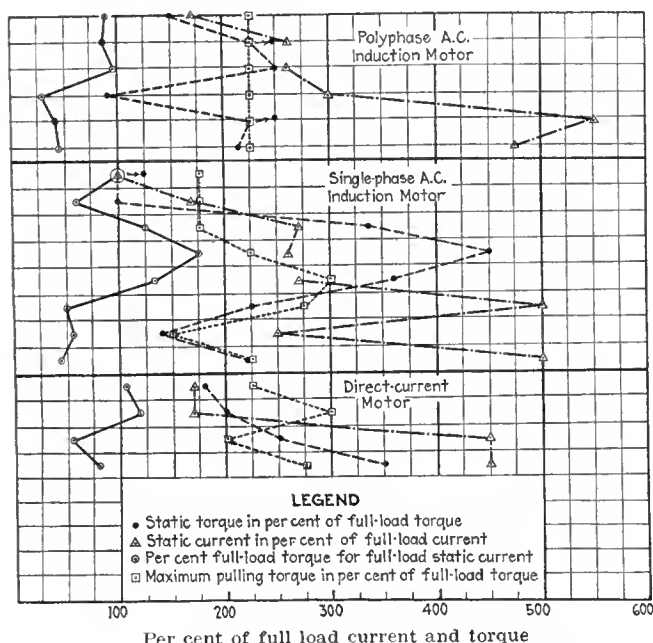 Polyphase A.C.
Induction Motor
Single-phase A.C.
Induction Motor
Direct-current
Motor
LEGEND
Static torque in per cent of full-load torque
Static current in per cent of full-load current
Per cent full-load torque for full-load static current
Maximum pulling torque in per cent of full-load torque
100 200 300 400 500 600
Per cent of full load current and torque